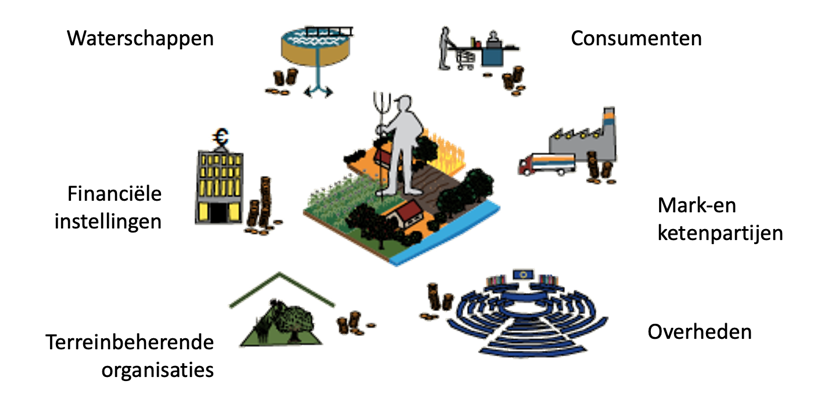 Waterschappen
Consumenten
€
Financiële
instellingen
Mark-en
ketenpartijen
Terreinbeherende
organisaties
Overheden